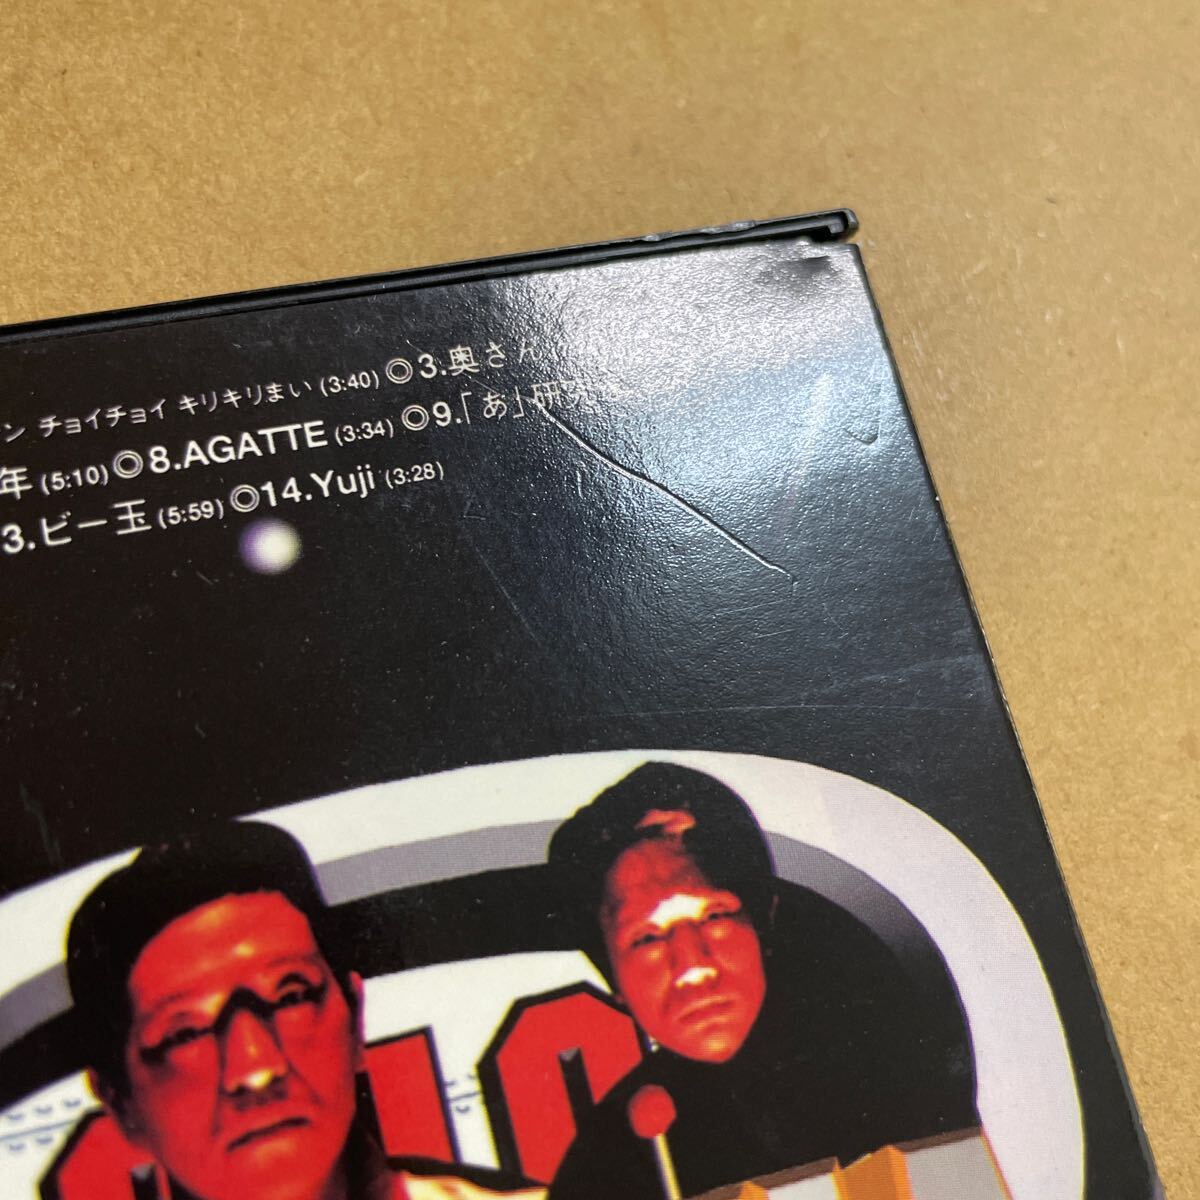 ン チョイチョイ キリキリまい (3:40) ◎ 3.奥さん
年 (5:10) ◎ 8.AGATTE (3:34) ◎ 9.「あ」研究
3.ビー玉 (5:59) ◎ 14.Yuji (3:28)